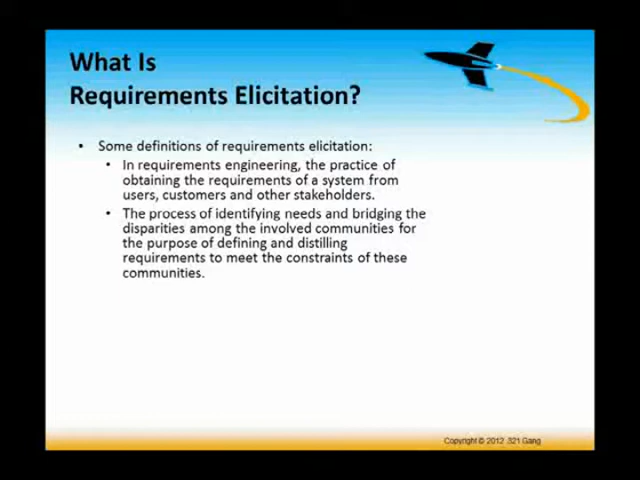 What Is
Requirements Elicitation?
• Some definitions of requirements elicitation:
• In requirements engineering, the practice of
obtaining the requirements of a system from
users, customers and other stakeholders.
• The process of identifying needs and bridging the
disparities among the involved communities for
the purpose of defining and distilling
requirements to meet the constraints of these
communities.
Copyright © 2012 321 Gang